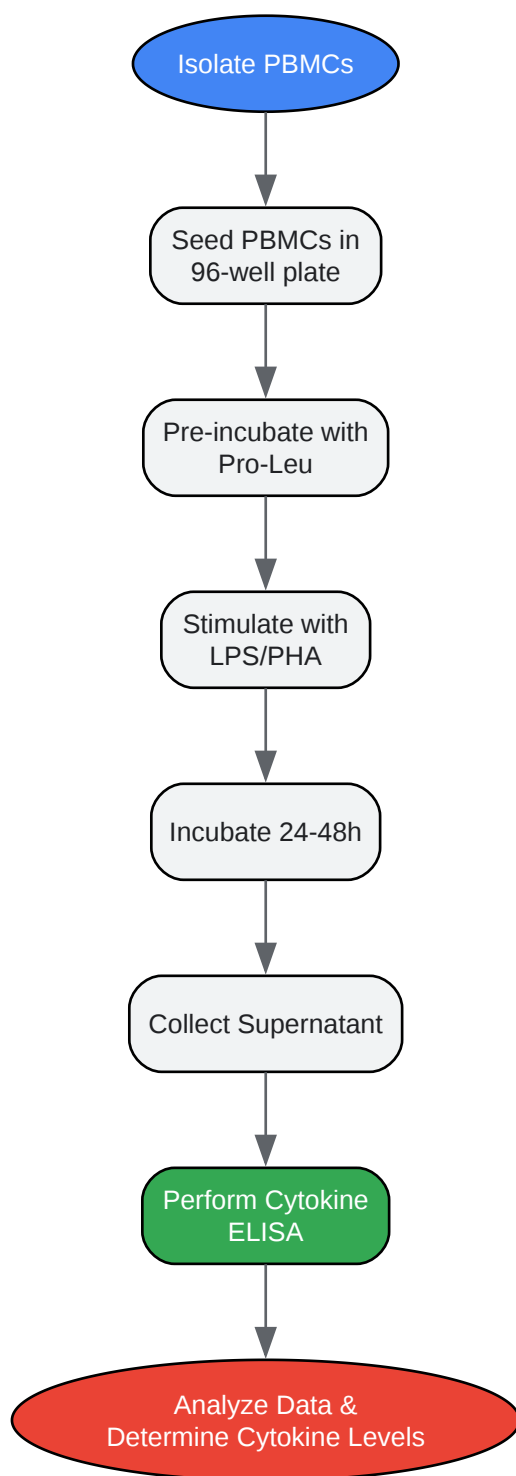 Isolate PBMCs
Seed PBMCs in
96-well plate
Pre-incubate with
Pro-Leu
Stimulate with
LPS/PHA
Incubate 24-48h
Collect Supernatant
Perform Cytokine
ELISA
Analyze Data &
Determine Cytokine Levels